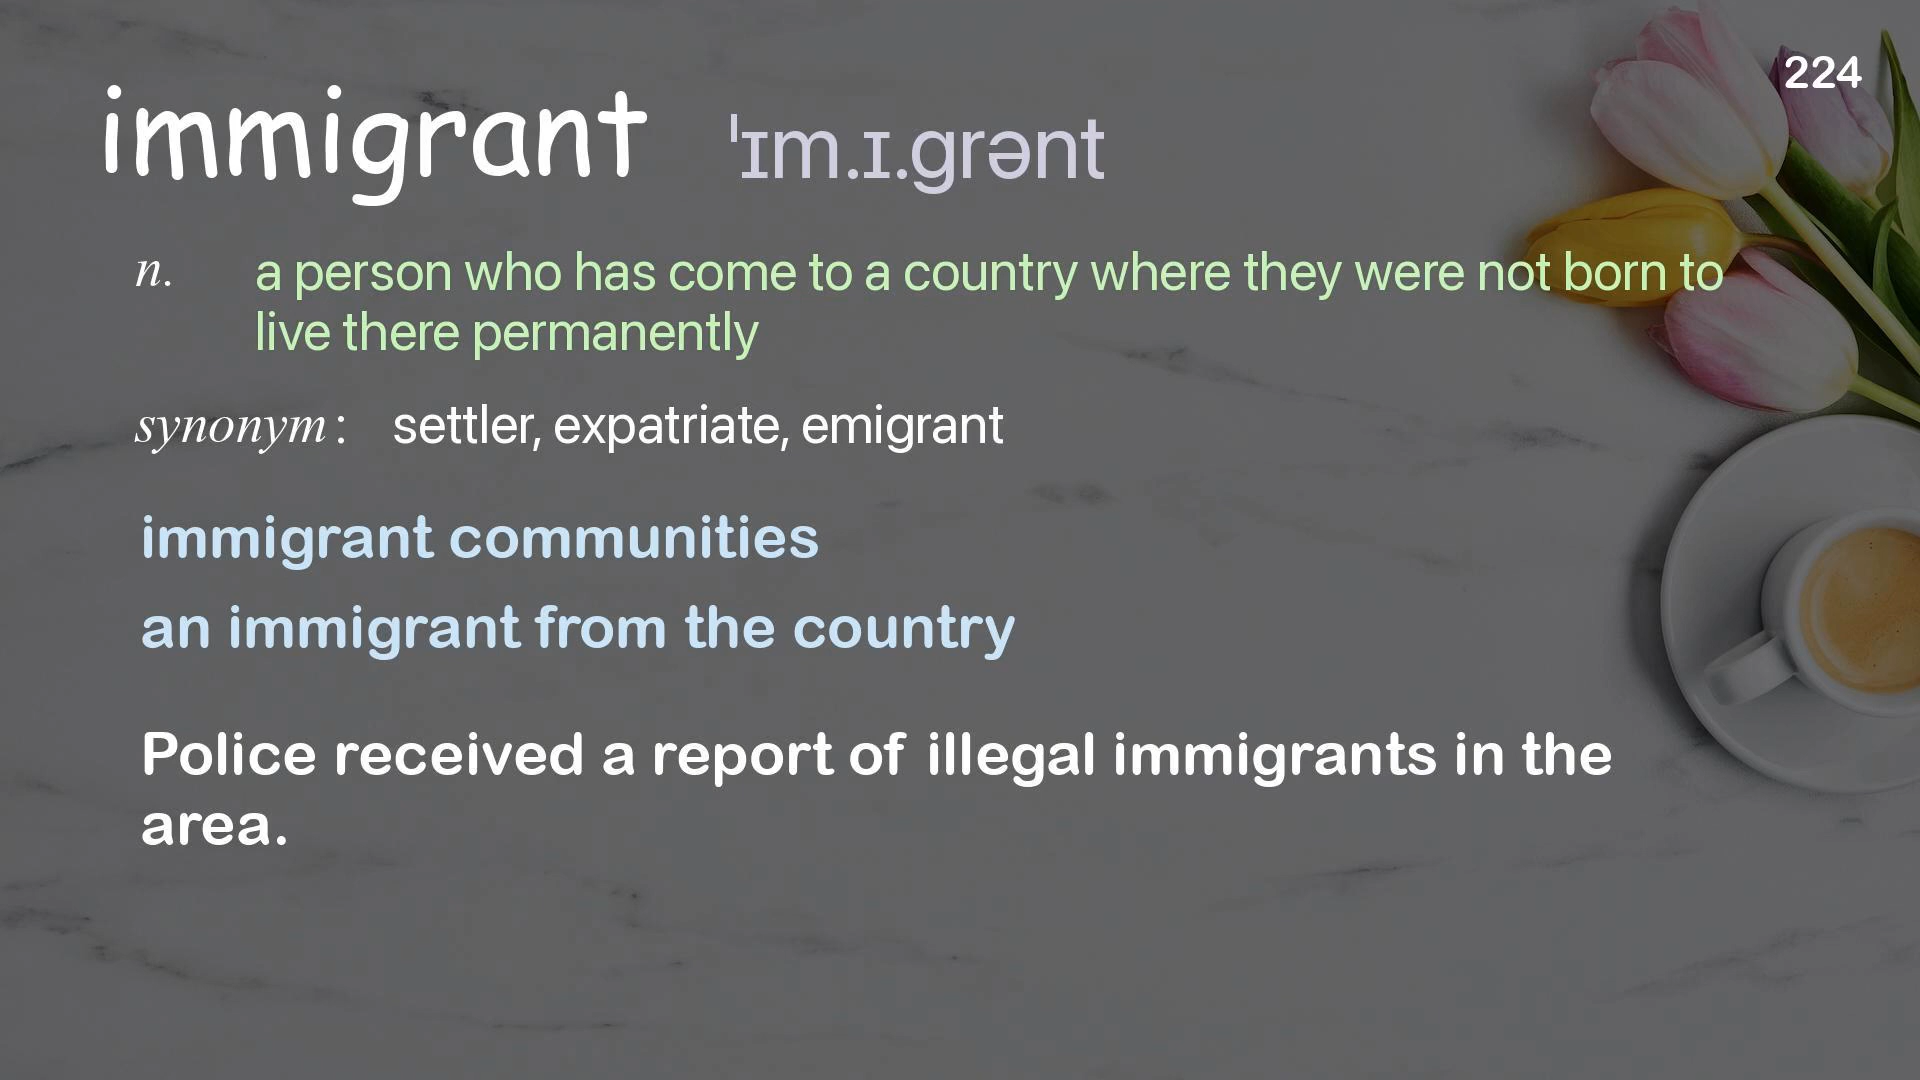 224
immigrant ˈɪm.ɪ.ɡrənt
n. a person who has come to a country where they were not born to
live there permanently
synonym: settler, expatriate, emigrant
immigrant communities
an immigrant from the country
Police received a report of illegal immigrants in the
area.